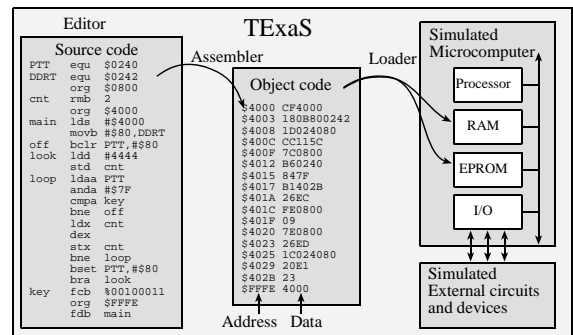 Editor
TExaS
Source code
PTT equ $0240
DDRT equ $0242
org $0800
cnt rmb 2
org $4000
main lds #$4000
movb #$80,DDRT
off bclr PTT,#$80
look ldd #4444
std cnt
loop ldaa PTT
anda #$7F
cmpa key
bne off
ldx cnt
dex
stx cnt
bne loop
bset PTT,#$80
bra look
key fcb %00100011
org $FFFE
fdb main
Assembler
Object code
$4000 CF4000
$4003 180B800242
$4008 1D024080
$400C CC115C
$400F 7C0800
$4012 B60240
$4015 847F
$4017 B1402B
$401A 26EC
$401C FE0800
$401F 09
$4020 7E0800
$4023 26ED
$4025 1C024080
$4029 20E1
$402B 23
$FFFE 4000
Address Data
Loader
Simulated
Microcomputer
Processor
RAM
EPROM
I/O
Simulated
External circuits
and devices